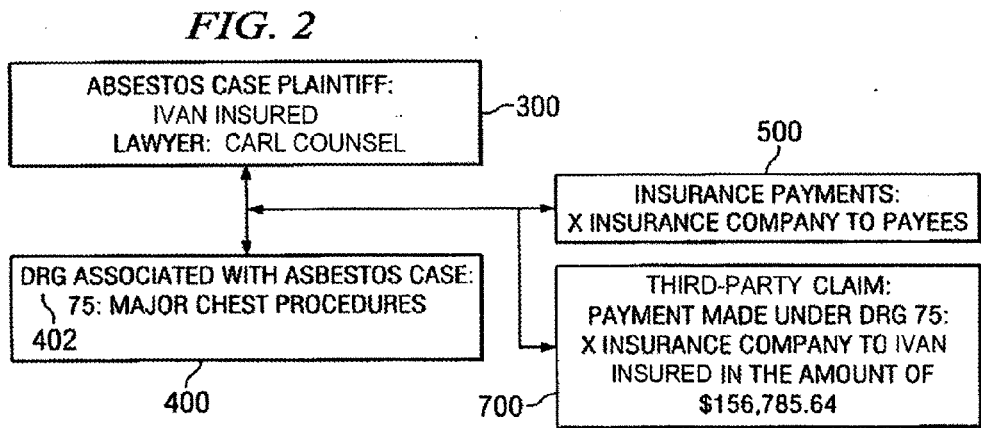 FIG. 2
ABSESTOS CASE PLAINTIFF:
IVAN INSURED
LAWYER: CARL COUNSEL
300
500
INSURANCE PAYMENTS:
X INSURANCE COMPANY TO PAYEES
DRG ASSOCIATED WITH ASBESTOS CASE:
75: MAJOR CHEST PROCEDURES
402
400
THIRD-PARTY CLAIM:
PAYMENT MADE UNDER DRG 75:
X INSURANCE COMPANY TO IVAN
INSURED IN THE AMOUNT OF
$156,785.64
700